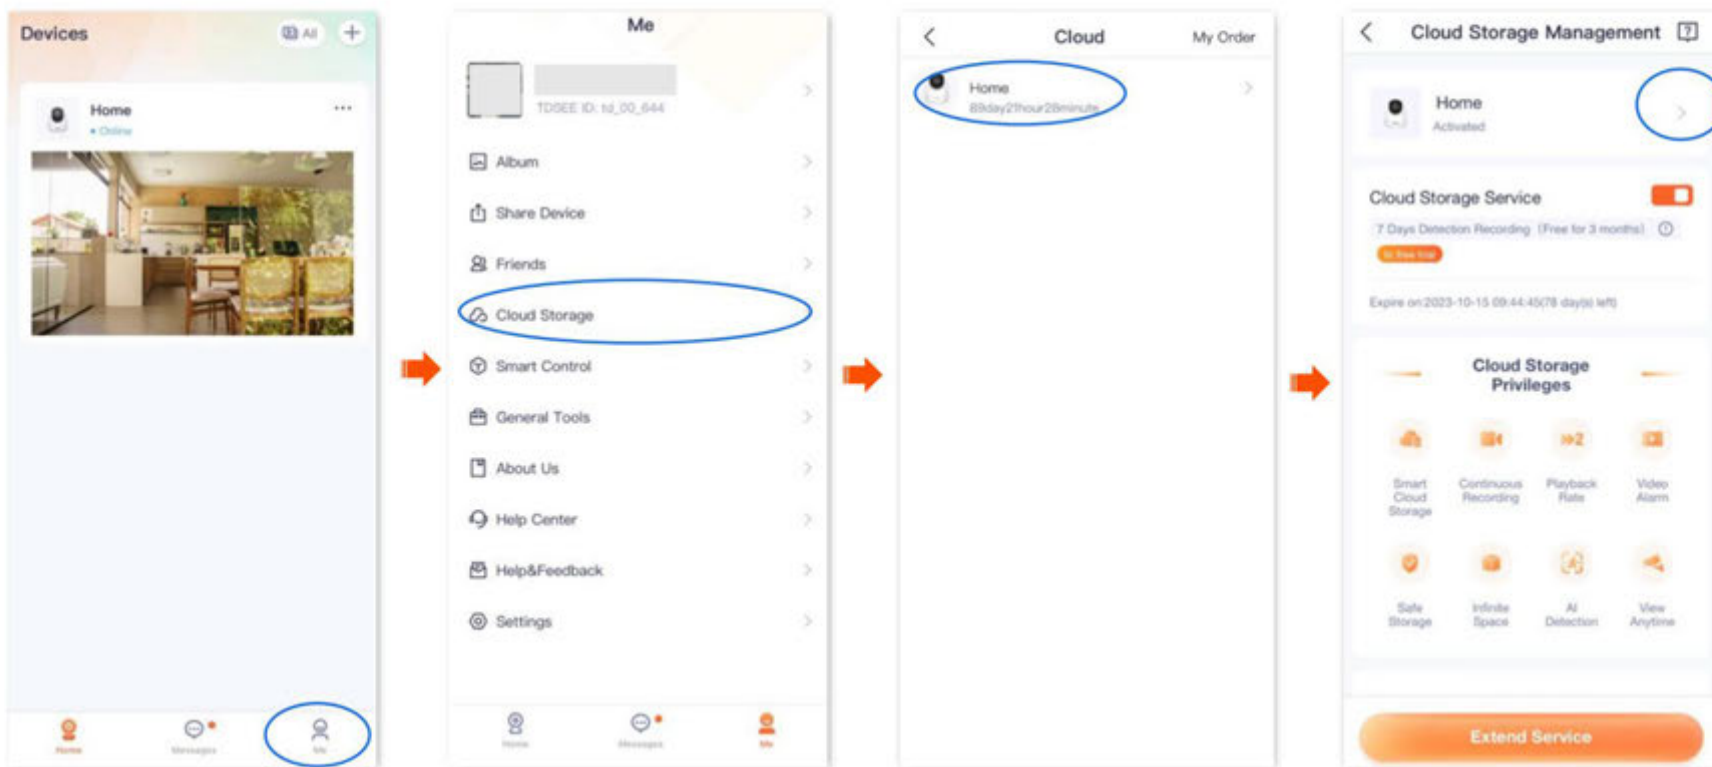 Devices
All
Home
Online
Home
Messages
Me
Me
TDSEE ID: td_00_644
Album
Share Device
Friends
Cloud Storage
Smart Control
General Tools
About Us
Help Center
Help&Feedback
Settings
Home
Messages
Me
Cloud
My Order
Home
89day21hour28minute
Cloud Storage Management
Home
Activated
Cloud Storage Service
7 Days Detection Recording (Free for 3 months)
In free trial
Expire on:2023-10-15 09:44:45(78 day(s) left)
Cloud Storage
Privileges
Smart
Cloud
Storage
Continuous
Recording
Playback
Rate
Video
Alarm
Safe
Storage
Infinite
Space
AI
Detection
View
Anytime
Extend Service